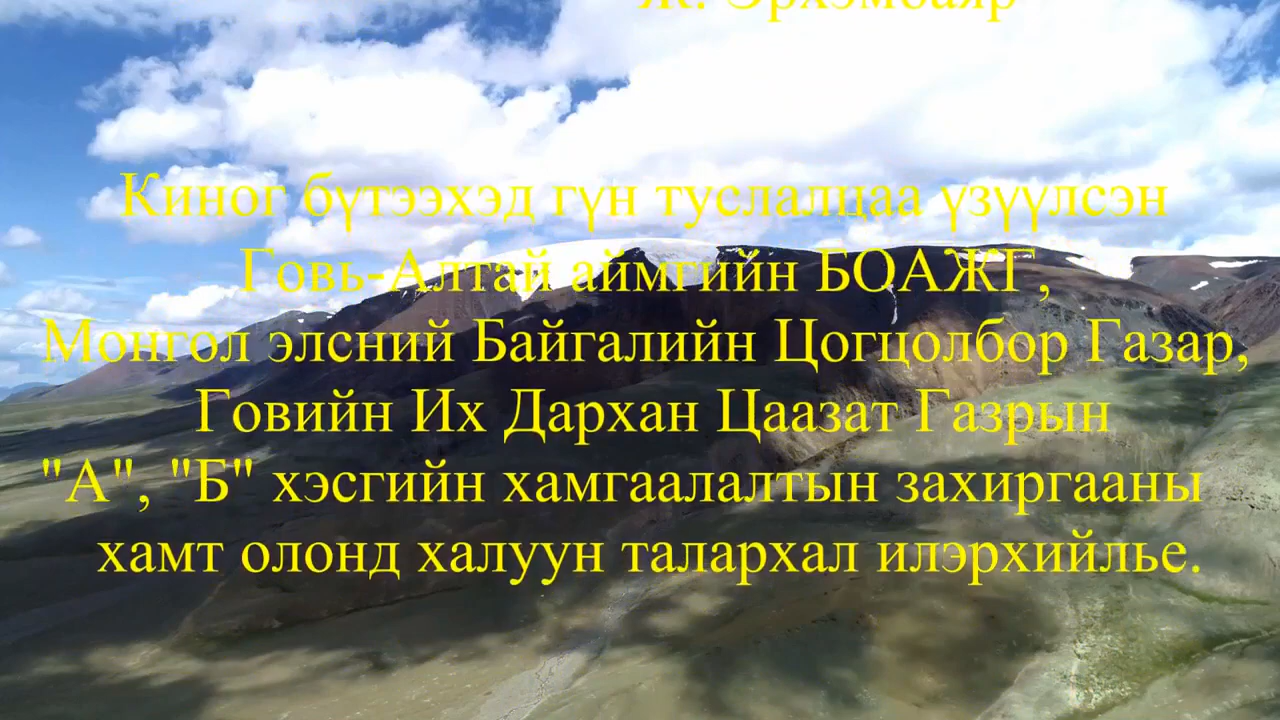 Ж. Эрхэмбаяр
Киног бүтээхэд гүн туслалцаа үзүүлсэн
Говь-Алтай аймгийн БОАЖГ,
Монгол элсний Байгалийн Цогцолбор Газар,
Говийн Их Дархан Цаазат Газрын
"А", "Б" хэсгийн хамгаалалтын захиргааны
хамт олонд халуун талархал илэрхийлье.